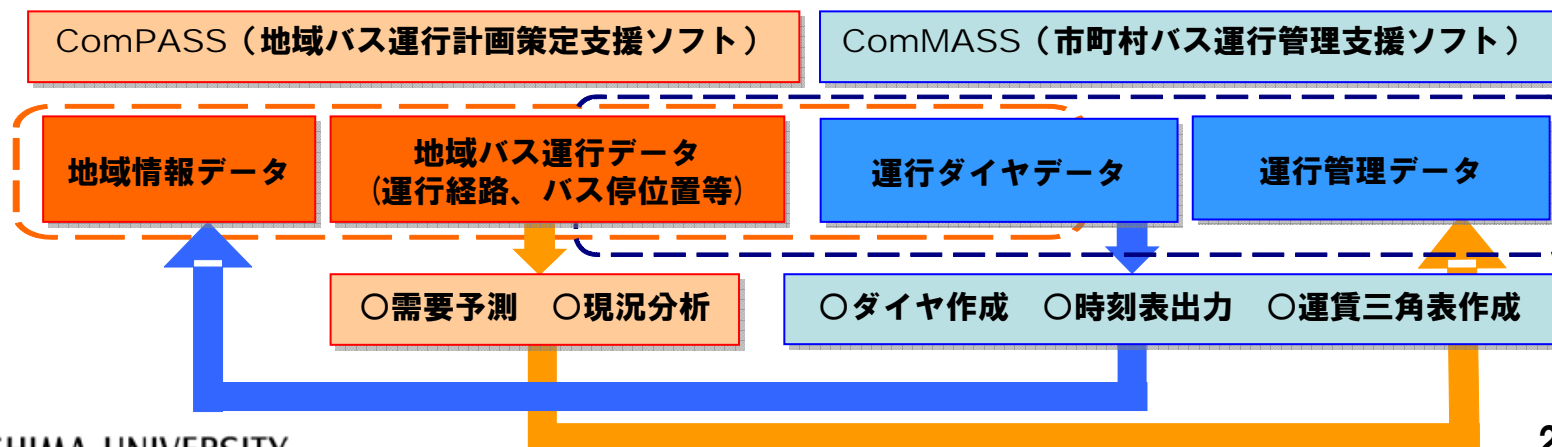 ComPASS（地域バス運行計画策定支援ソフト）
ComMASS（市町村バス運行管理支援ソフト）
地域情報データ
地域バス運行データ
(運行経路、バス停位置等)
運行ダイヤデータ
運行管理データ
○需要予測　○現況分析
○ダイヤ作成　○時刻表出力　○運賃三角表作成
UNIVERSITY